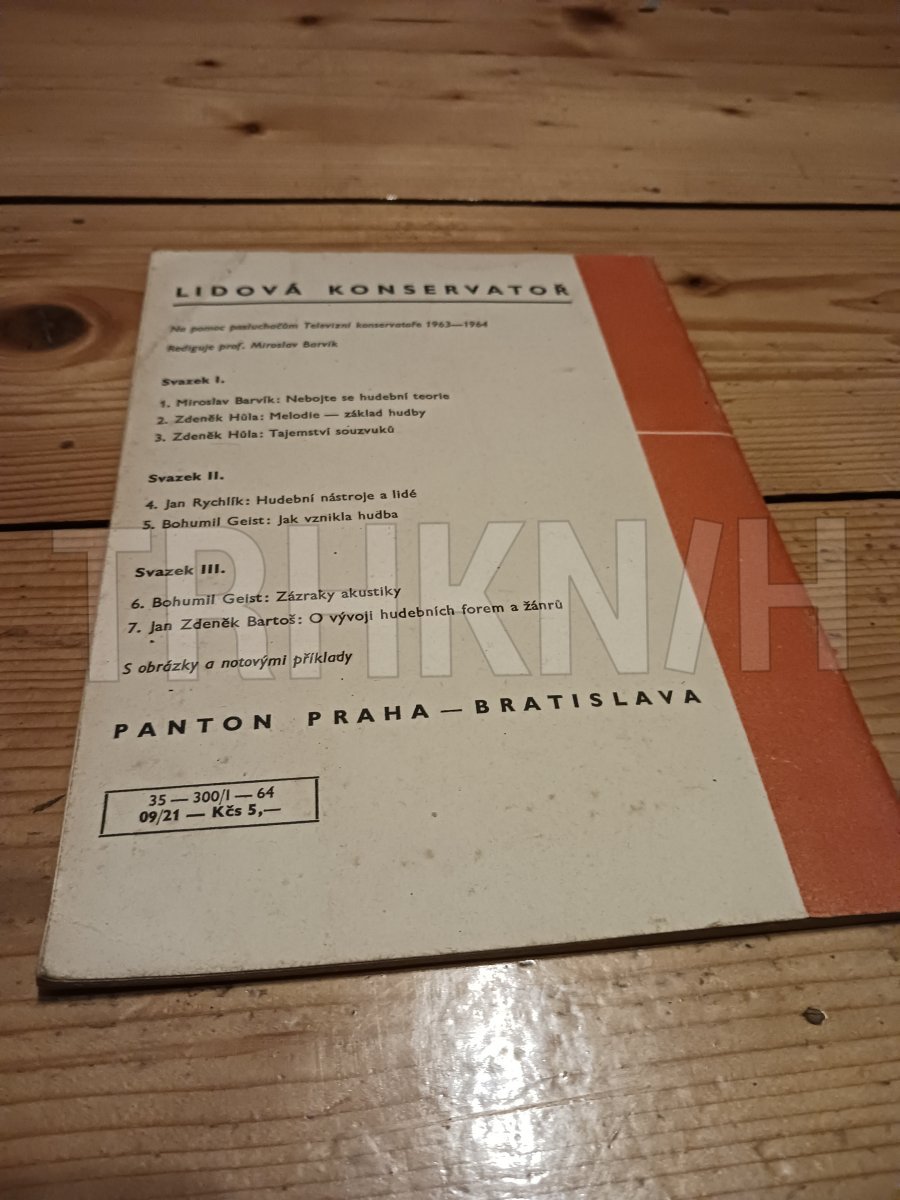 LIDOVÁ KONSERVATOŘ
Na pomoc posluchačům Televizní konservatoře 1963—1964
Rediguje prof. Miroslav Barvík
Svazek I.
1. Miroslav Barvík: Nebojte se hudební teorie
2. Zdeněk Hůla: Melodie — základ hudby
3. Zdeněk Hůla: Tajemství souzvuků
Svazek II.
4. Jan Rychlík: Hudební nástroje a lidé
5. Bohumil Geist: Jak vznikla hudba
Svazek III.
6. Bohumil Geist: Zázraky akustiky
7. Jan Zdeněk Bartoš: O vývoji hudebních forem a žánrů
S obrázky a notovými příklady
PANTON PRAHA — BRATISLAVA
35 — 300/I — 64
09/21 — Kčs 5,—
TRHKN/H